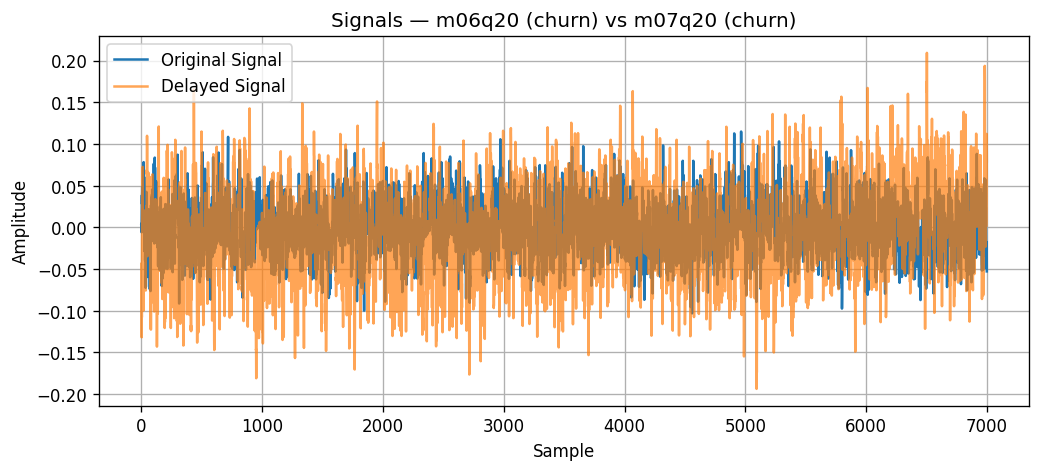 Signals — m06q20 (churn) vs m07q20 (churn)
Original Signal
Delayed Signal
Amplitude
0.20
0.15
0.10
0.05
0.00
−0.05
−0.10
−0.15
−0.20
0 1000 2000 3000 4000 5000 6000 7000
Sample